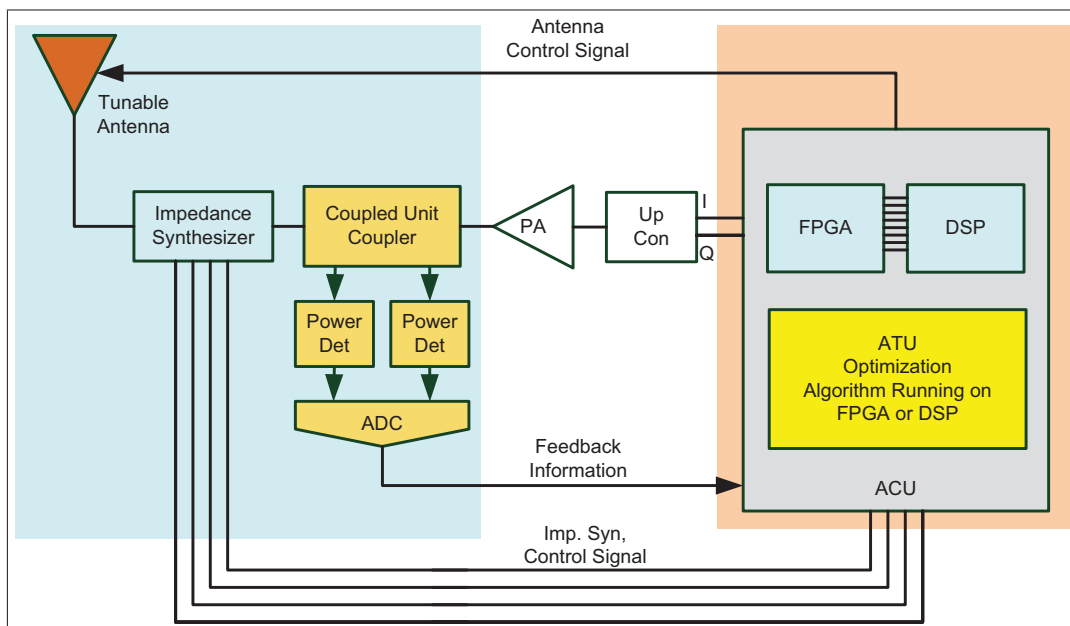 Antenna
Control Signal
Tunable
Antenna
Impedance
Synthesizer
Coupled Unit
Coupler
PA
Up
Con
I
Q
FPGA
DSP
Power
Det
Power
Det
ADC
ATU
Optimization
Algorithm Running on
FPGA or DSP
Feedback
Information
ACU
Imp. Syn,
Control Signal